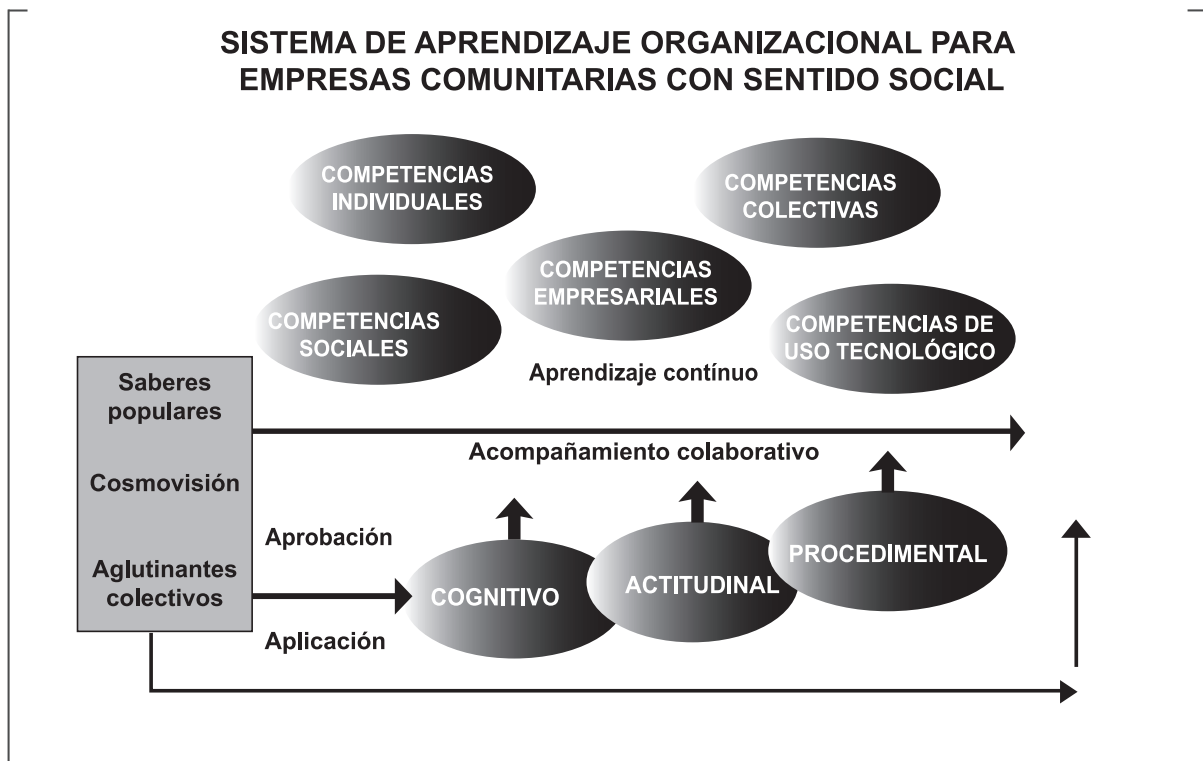 SISTEMA DE APRENDIZAJE ORGANIZACIONAL PARA
EMPRESAS COMUNITARIAS CON SENTIDO SOCIAL
COMPETENCIAS
INDIVIDUALES
COMPETENCIAS
COLECTIVAS
COMPETENCIAS
EMPRESARIALES
COMPETENCIAS
SOCIALES
COMPETENCIAS DE
USO TECNOLÓGICO
Aprendizaje contínuo
Saberes
populares
Acompañamiento colaborativo
Cosmovisión
Aprobación
Aglutinantes
colectivos
COGNITIVO
ACTITUDINAL
PROCEDIMENTAL
Aplicación